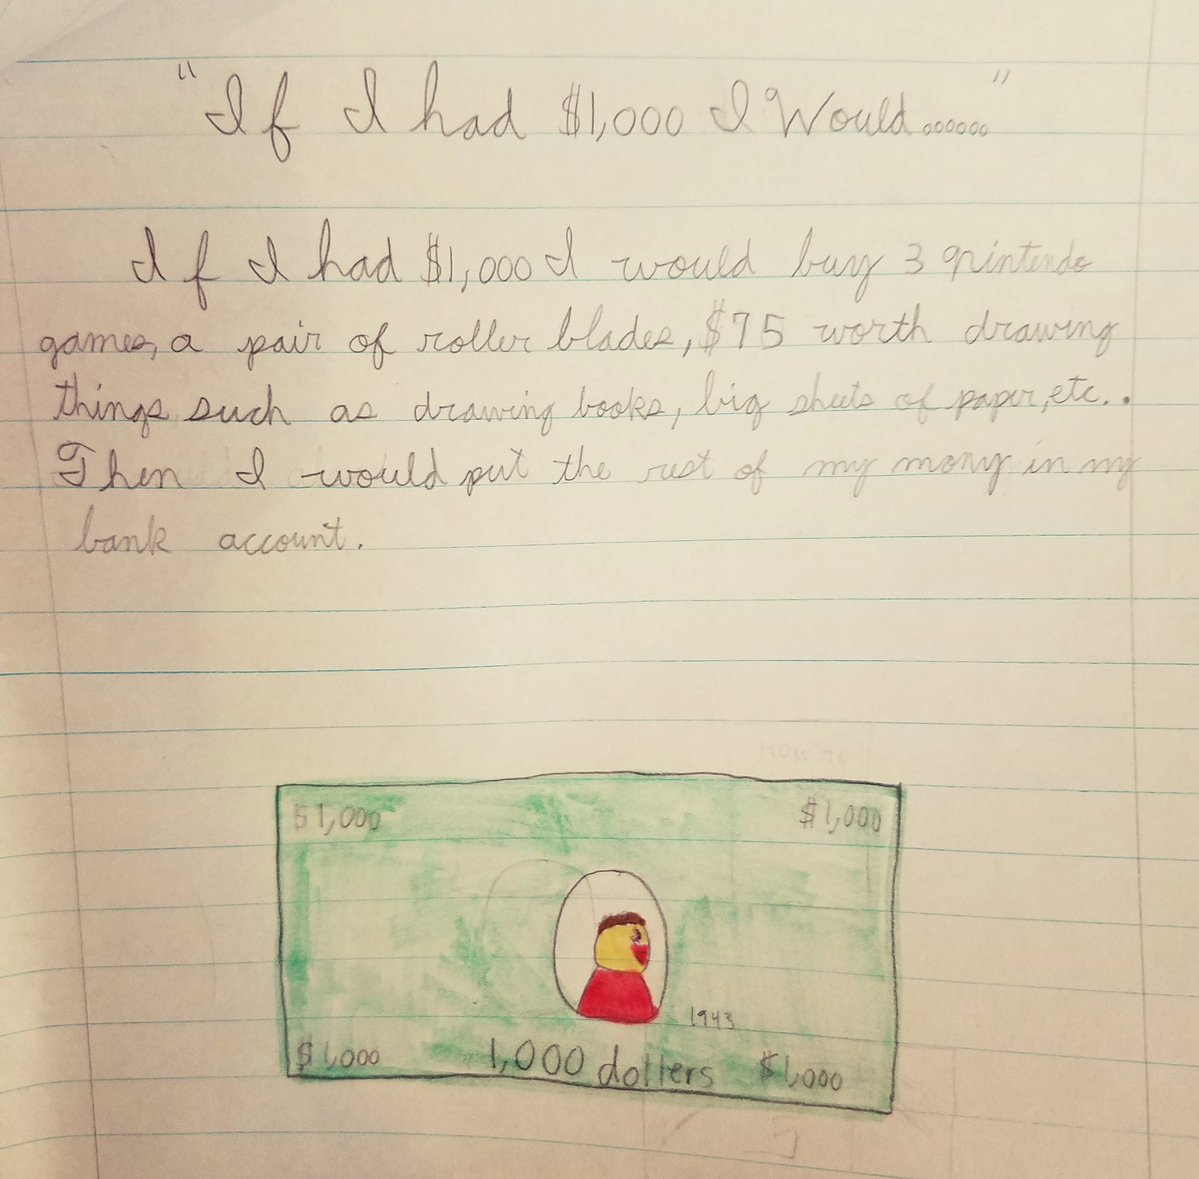 "If I had $1,000 I Would......."
If I had $1,000 I would buy 3 nintendo
games, a pair of roller blades, $75 worth drawing
things such as drawing books, big sheets of paper, etc..
Then I would put the rest of my mony in my
bank account.
How to
$1,000 $1,000
1943
$1,000 1,000 dollers $1,000